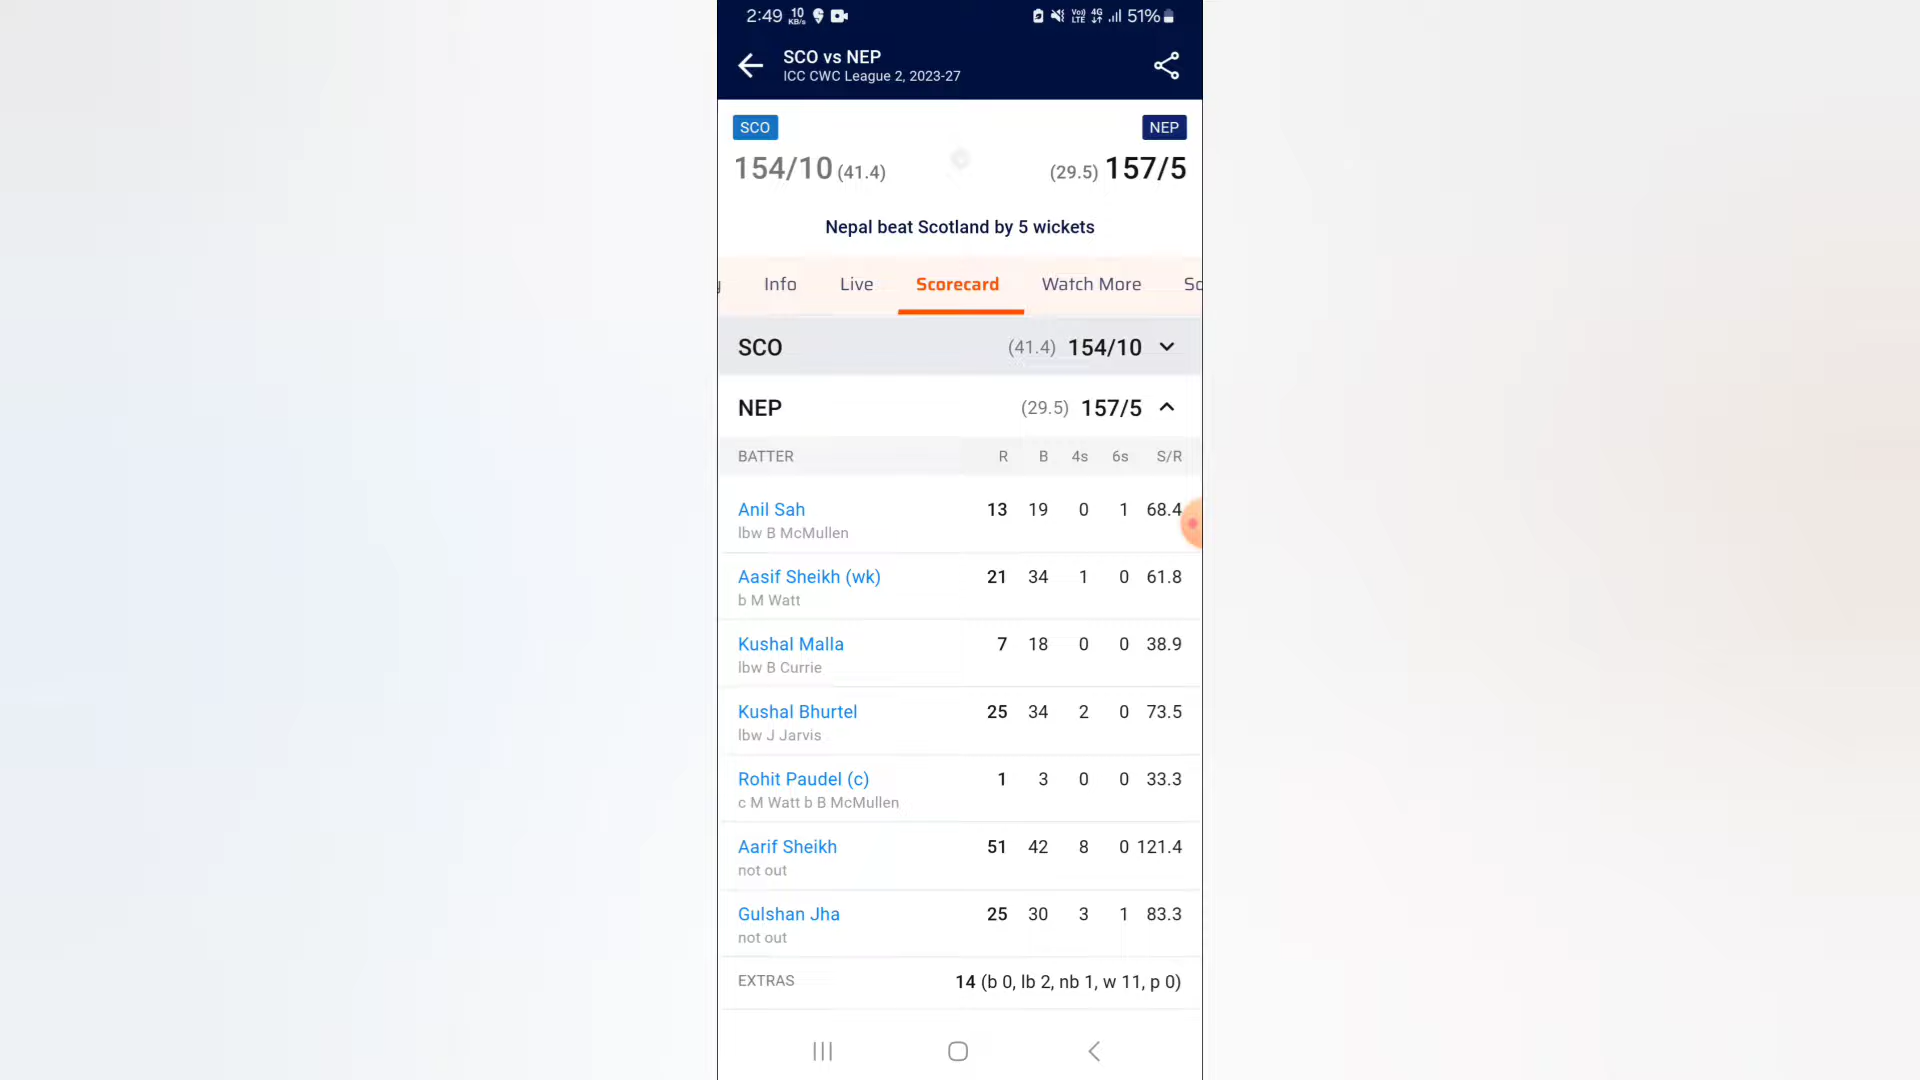 2:49 10 KB/s Vo) LTE 4G 51%
SCO vs NEP
ICC CWC League 2, 2023-27
SCO NEP
154/10 (41.4) (29.5) 157/5
Nepal beat Scotland by 5 wickets
Info Live Scorecard Watch More
SCO (41.4) 154/10
NEP (29.5) 157/5
BATTER R B 4s 6s S/R
Anil Sah 13 19 0 1 68.4
lbw B McMullen
Aasif Sheikh (wk) 21 34 1 0 61.8
b M Watt
Kushal Malla 7 18 0 0 38.9
lbw B Currie
Kushal Bhurtel 25 34 2 0 73.5
lbw J Jarvis
Rohit Paudel (c) 1 3 0 0 33.3
c M Watt b B McMullen
Aarif Sheikh 51 42 8 0 121.4
not out
Gulshan Jha 25 30 3 1 83.3
not out
EXTRAS 14 (b 0, lb 2, nb 1, w 11, p 0)